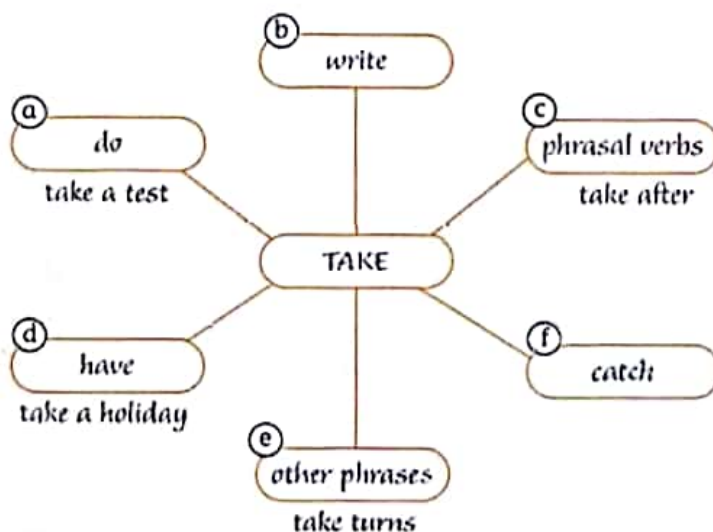 b
write
a
do
take a test
c
phrasal verbs
take after
TAKE
d
have
take a holiday
f
catch
e
other phrases
take turns